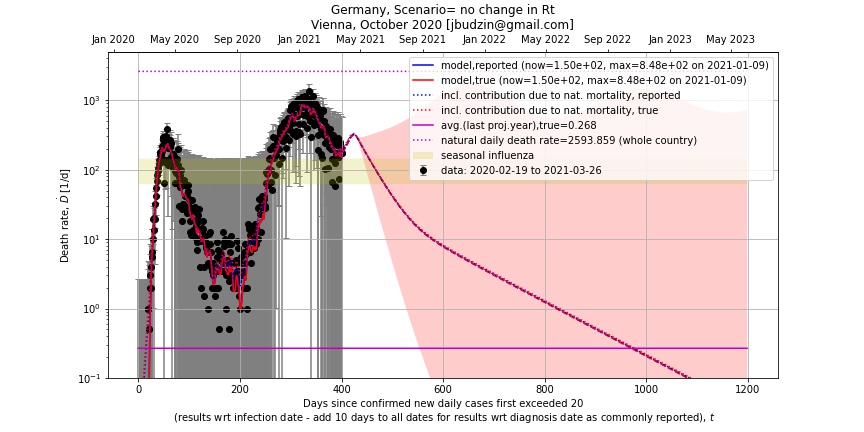 Germany, Scenario= no change in Rt
Vienna, October 2020 [jbudzin@gmail.com]
Jan 2020 May 2020 Sep 2020 Jan 2021 May 2021 Sep 2021 Jan 2022 May 2022 Sep 2022 Jan 2023 May 2023
model,reported (now=1.50e+02, max=8.48e+02 on 2021-01-09)
model,true (now=1.50e+02, max=8.48e+02 on 2021-01-09)
incl. contribution due to nat. mortality, reported
incl. contribution due to nat. mortality, true
avg.(last proj.year),true=0.268
natural daily death rate=2593.859 (whole country)
seasonal influenza
data: 2020-02-19 to 2021-03-26
Death rate, Ḋ [1/d]
10³
10²
10¹
10⁰
10⁻¹
0 200 400 600 800 1000 1200
Days since confirmed new daily cases first exceeded 20
(results wrt infection date - add 10 days to all dates for results wrt diagnosis date as commonly reported), t